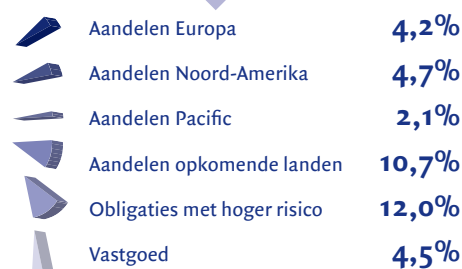 Aandelen Europa 4,2%
Aandelen Noord-Amerika 4,7%
Aandelen Pacific 2,1%
Aandelen opkomende landen 10,7%
Obligaties met hoger risico 12,0%
Vastgoed 4,5%